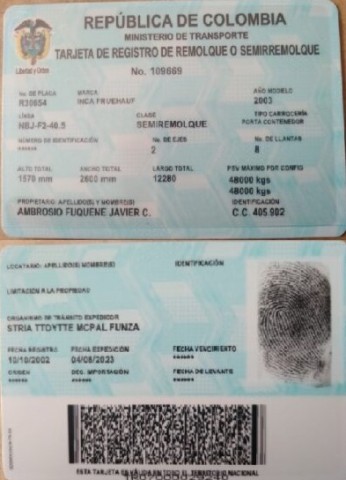 REPÚBLICA DE COLOMBIA
MINISTERIO DE TRANSPORTE
TARJETA DE REGISTRO DE REMOLQUE O SEMIRREMOLQUE
Libertad y Orden
No. 109669
No. DE PLACA MARCA AÑO MODELO
R30654 INCA FRUEHAUF 2003
LÍNEA CLASE TIPO CARROCERÍA
NBJ-F2-40.5 SEMIREMOLQUE PORTA CONTENEDOR
NÚMERO DE IDENTIFICACIÓN No. DE EJES No. DE LLANTAS
****** 2 8
ALTO TOTAL ANCHO TOTAL LARGO TOTAL PBV MÁXIMO POR CONFIG
1570 mm 2600 mm 12280 48000 kgs
48000 kgs
PROPIETARIO: APELLIDO(S) Y NOMBRE(S) IDENTIFICACIÓN
AMBROSIO FUQUENE JAVIER C. C.C. 405 902
LOCATARIO: APELLIDO(S) NOMBRE(S) IDENTIFICACIÓN
LIMITACIÓN A LA PROPIEDAD
ORGANISMO DE TRÁNSITO EXPEDIDOR
STRIA TTOYTTE MCPAL FUNZA
FECHA REGISTRO FECHA EXPEDICIÓN FECHA VENCIMIENTO
10/10/2002 04/08/2023 ******
ORIGEN DEC. IMPORTACIÓN FECHA DE LEVANTE
****** ****** ******
ESTA TARJETA ES VÁLIDA EN TODO EL TERRITORIO NACIONAL